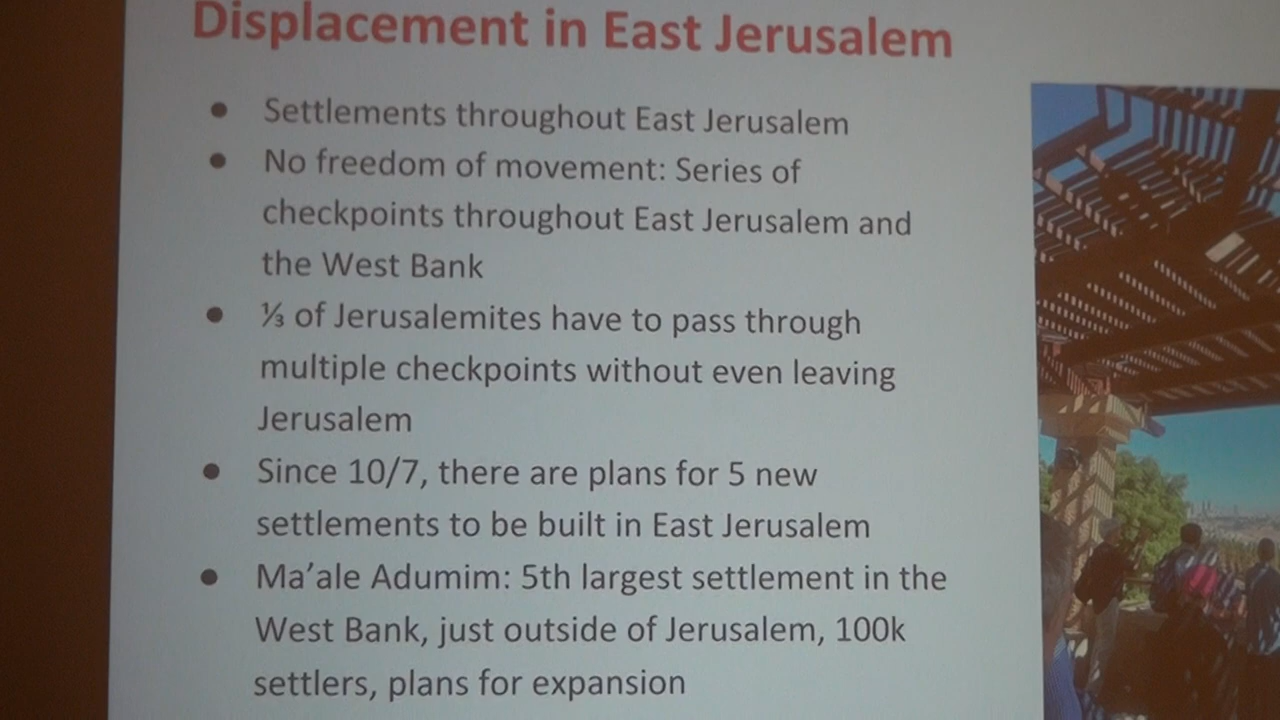 Displacement in East Jerusalem
● Settlements throughout East Jerusalem
● No freedom of movement: Series of
checkpoints throughout East Jerusalem and
the West Bank
● ⅓ of Jerusalemites have to pass through
multiple checkpoints without even leaving
Jerusalem
● Since 10/7, there are plans for 5 new
settlements to be built in East Jerusalem
● Ma’ale Adumim: 5th largest settlement in the
West Bank, just outside of Jerusalem, 100k
settlers, plans for expansion